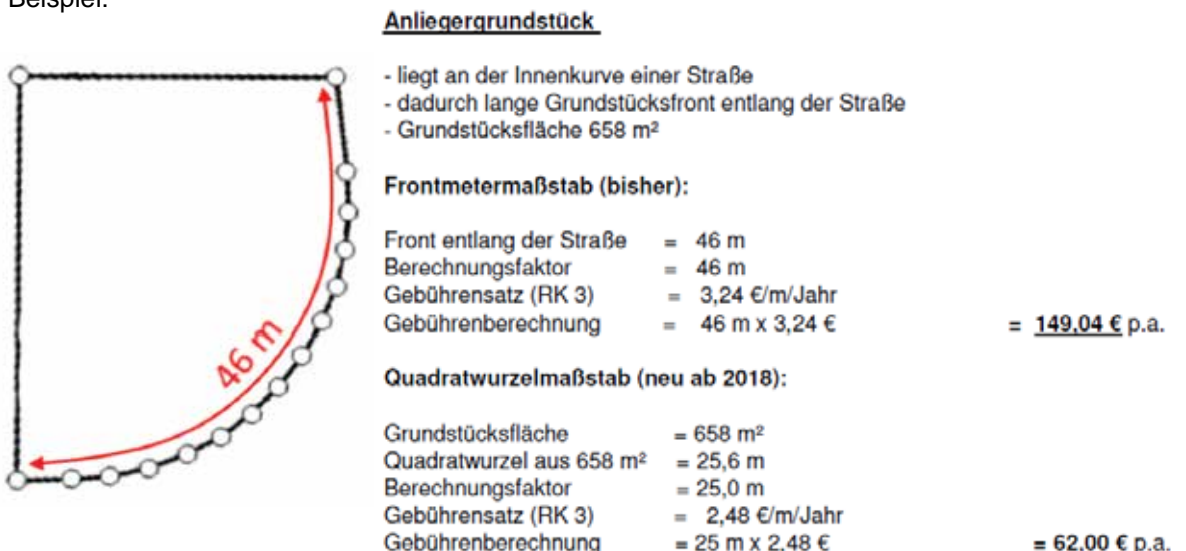 Beispiel:
Anliegergrundstück
- liegt an der Innenkurve einer Straße
- dadurch lange Grundstücksfront entlang der Straße
- Grundstücksfläche 658 m²
Frontmetermaßstab (bisher):
Front entlang der Straße = 46 m
Berechnungsfaktor = 46 m
Gebührensatz (RK 3) = 3,24 €/m/Jahr
Gebührenberechnung = 46 m x 3,24 € = 149,04 € p.a.
46 m
Quadratwurzelmaßstab (neu ab 2018):
Grundstücksfläche = 658 m²
Quadratwurzel aus 658 m² = 25,6 m
Berechnungsfaktor = 25,0 m
Gebührensatz (RK 3) = 2,48 €/m/Jahr
Gebührenberechnung = 25 m x 2,48 € = 62,00 € p.a.